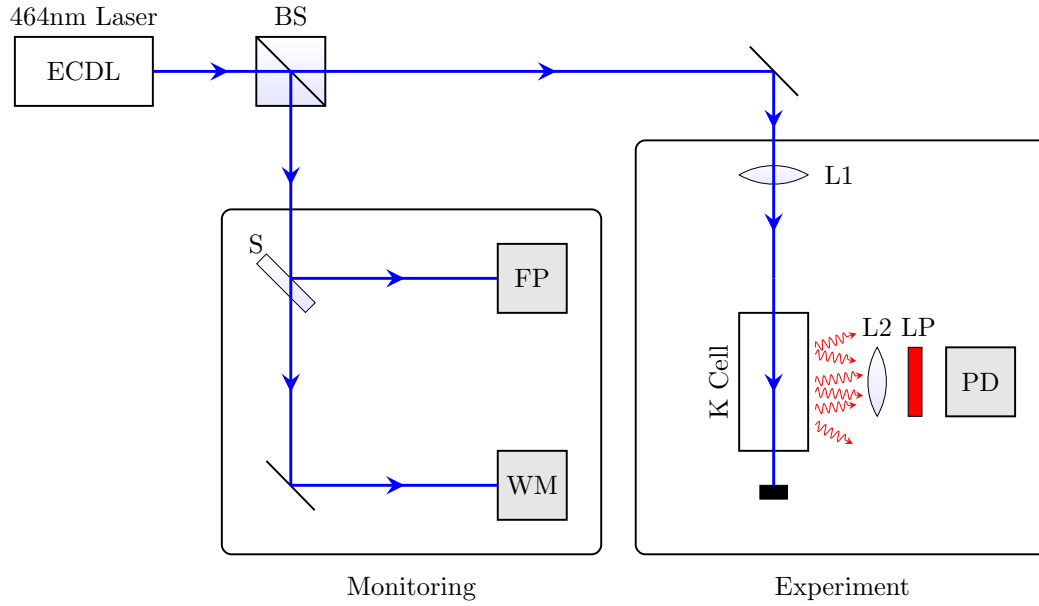 464nm Laser
BS
ECDL
L1
S
FP
L2
LP
K Cell
PD
WM
Monitoring
Experiment